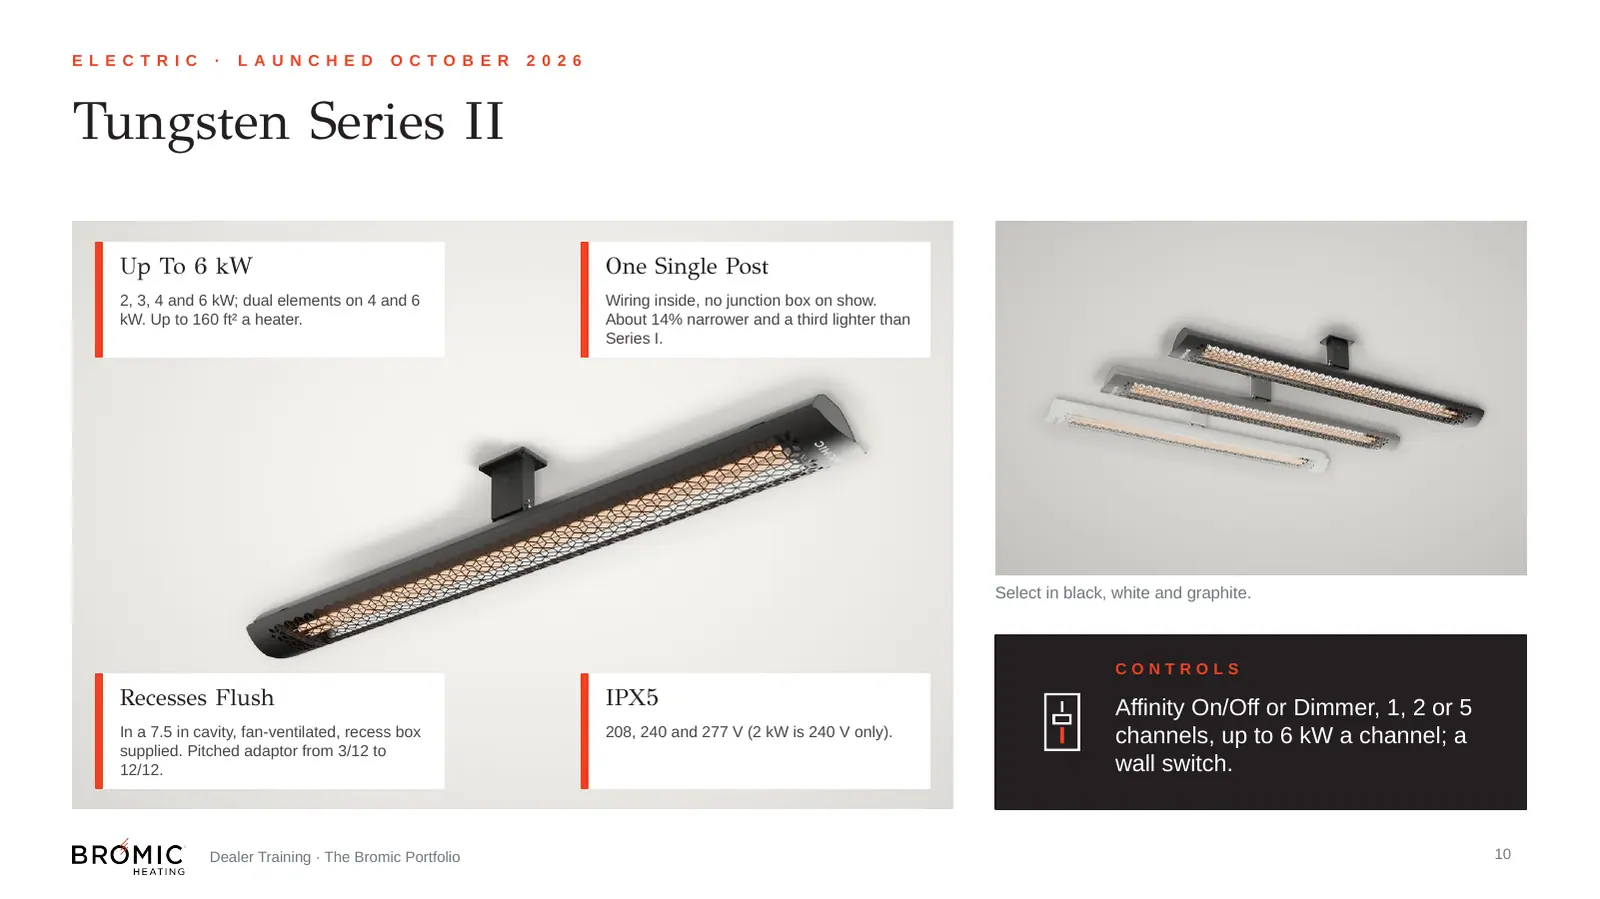 ELECTRIC · LAUNCHED OCTOBER 2026
Tungsten Series II
Up To 6 kW
2, 3, 4 and 6 kW; dual elements on 4 and 6
kW. Up to 160 ft² a heater.
One Single Post
Wiring inside, no junction box on show.
About 14% narrower and a third lighter than
Series I.
Recesses Flush
In a 7.5 in cavity, fan-ventilated, recess box
supplied. Pitched adaptor from 3/12 to
12/12.
IPX5
208, 240 and 277 V (2 kW is 240 V only).
Select in black, white and graphite.
CONTROLS
Affinity On/Off or Dimmer, 1, 2 or 5
channels, up to 6 kW a channel; a
wall switch.
BROMIC
HEATING
Dealer Training · The Bromic Portfolio
10